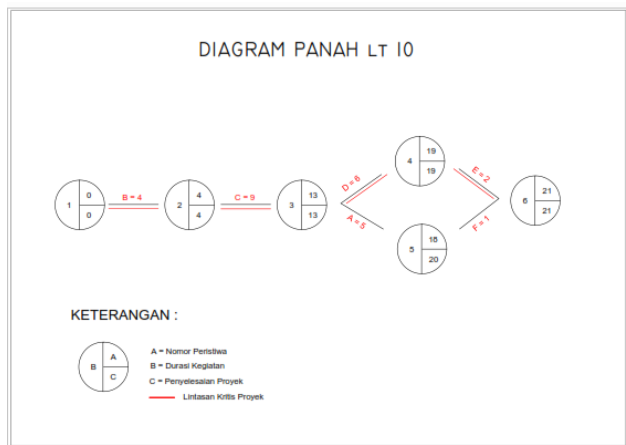 DIAGRAM PANAH LT 10
1 0 0
B = 4
2 4 4
C = 9
3 13 13
D = 6
A = 5
4 19 19
5 18 20
E = 2
F = 1
6 21 21
KETERANGAN :
B A C
A = Nomor Peristiwa
B = Durasi Kegiatan
C = Penyelesaian Proyek
Lintasan Kritis Proyek